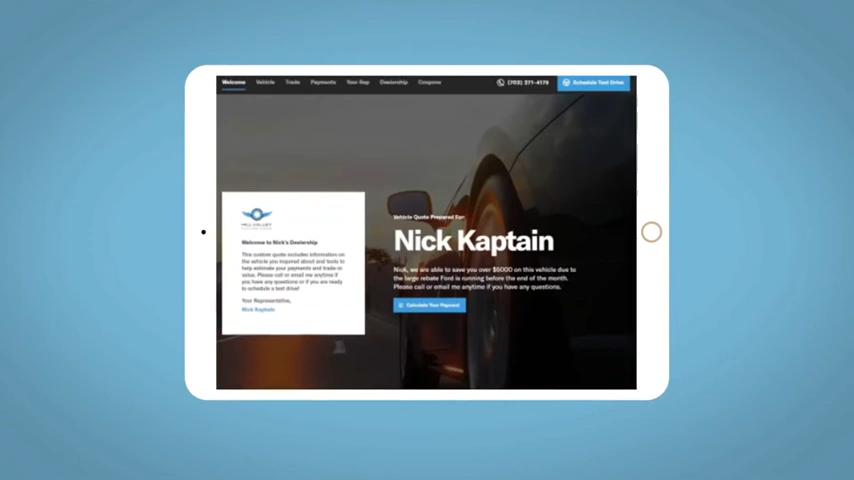 Welcome Vehicle Trade Payments Your Rep Dealership Coupons (702) 271-4179 Schedule Test Drive
Welcome to Nick's Dealership
This custom quote includes information on
the vehicle you inquired about and tools to
help estimate your payments and trade-in
value. Please call or email me anytime if
you have any questions or if you are ready
to schedule a test drive!
Your Representative,
Nick Kaptain
Vehicle Quote Prepared For:
Nick Kaptain
Nick, we are able to save you over $6000 on this vehicle due to
the large rebate Ford is running before the end of the month.
Please call or email me anytime if you have any questions.
Calculate Your Payment